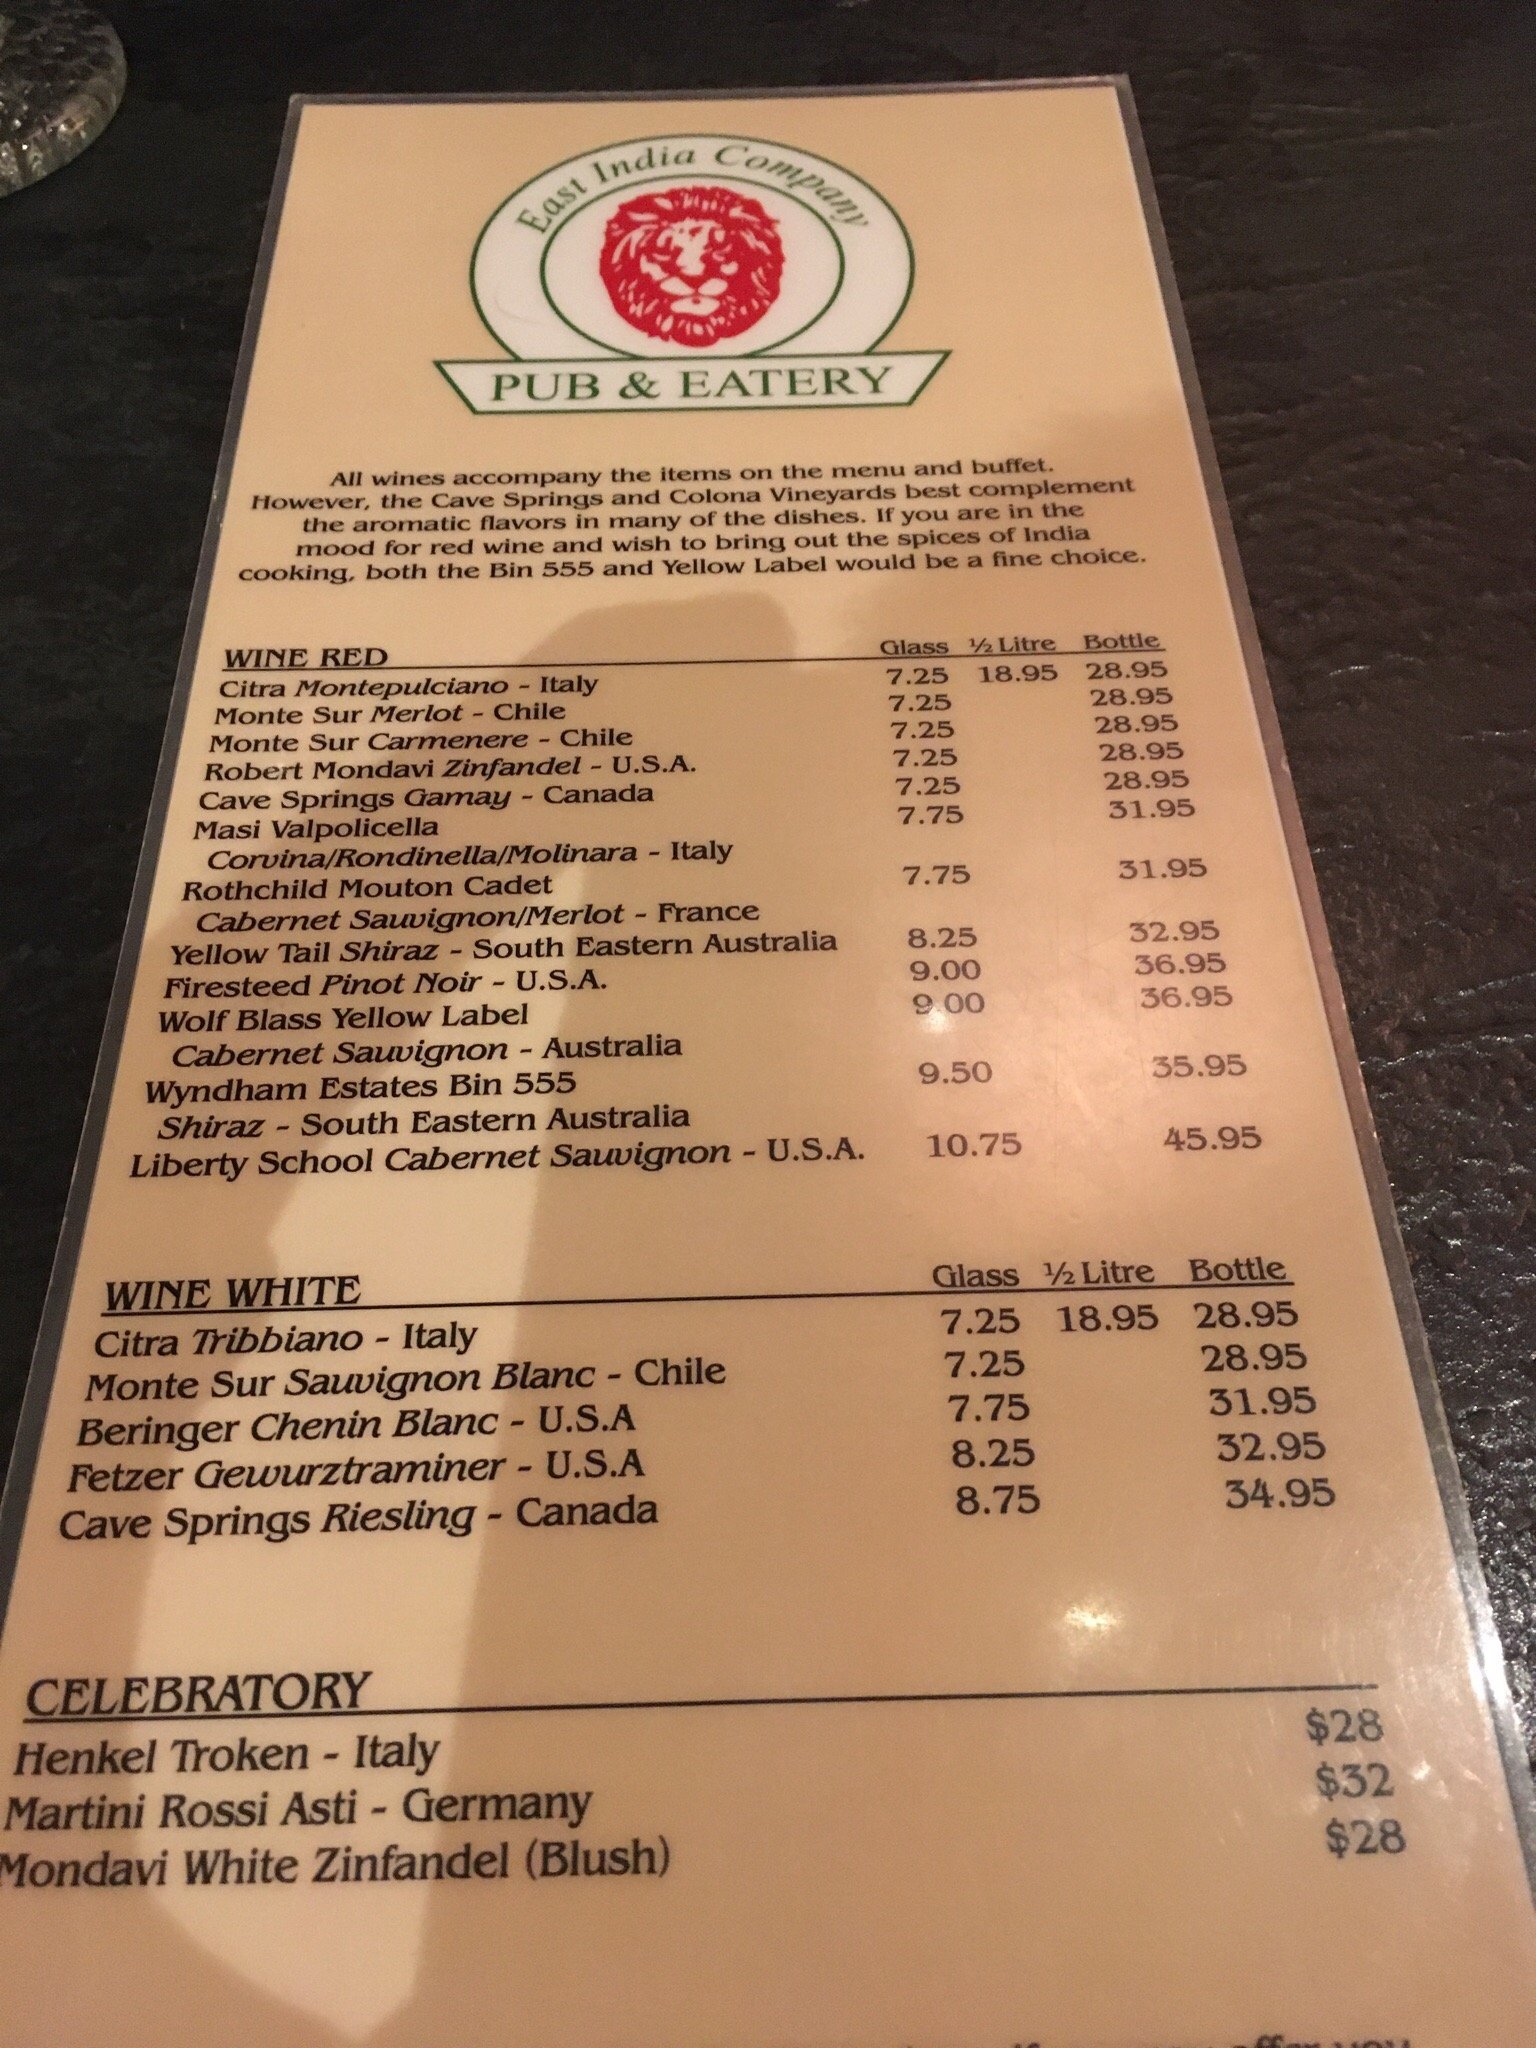 East India Company
PUB & EATERY
All wines accompany the items on the menu and buffet.
However, the Cave Springs and Colona Vineyards best complement
the aromatic flavors in many of the dishes. If you are in the
mood for red wine and wish to bring out the spices of India
cooking, both the Bin 555 and Yellow Label would be a fine choice.
WINE RED Glass ½ Litre Bottle
Citra Montepulciano - Italy 7.25 18.95 28.95
Monte Sur Merlot - Chile 7.25 28.95
Monte Sur Carmenere - Chile 7.25 28.95
Robert Mondavi Zinfandel - U.S.A. 7.25 28.95
Cave Springs Gamay - Canada 7.25 28.95
Masi Valpolicella 7.75 31.95
Corvina/Rondinella/Molinara - Italy
Rothchild Mouton Cadet 7.75 31.95
Cabernet Sauvignon/Merlot - France
Yellow Tail Shiraz - South Eastern Australia 8.25 32.95
Firesteed Pinot Noir - U.S.A. 9.00 36.95
Wolf Blass Yellow Label 9.00 36.95
Cabernet Sauvignon - Australia
Wyndham Estates Bin 555 9.50 35.95
Shiraz - South Eastern Australia
Liberty School Cabernet Sauvignon - U.S.A. 10.75 45.95
WINE WHITE Glass ½ Litre Bottle
Citra Tribbiano - Italy 7.25 18.95 28.95
Monte Sur Sauvignon Blanc - Chile 7.25 28.95
Beringer Chenin Blanc - U.S.A 7.75 31.95
Fetzer Gewurztraminer - U.S.A 8.25 32.95
Cave Springs Riesling - Canada 8.75 34.95
CELEBRATORY
Henkel Troken - Italy $28
Martini Rossi Asti - Germany $32
Mondavi White Zinfandel (Blush) $28
offer you